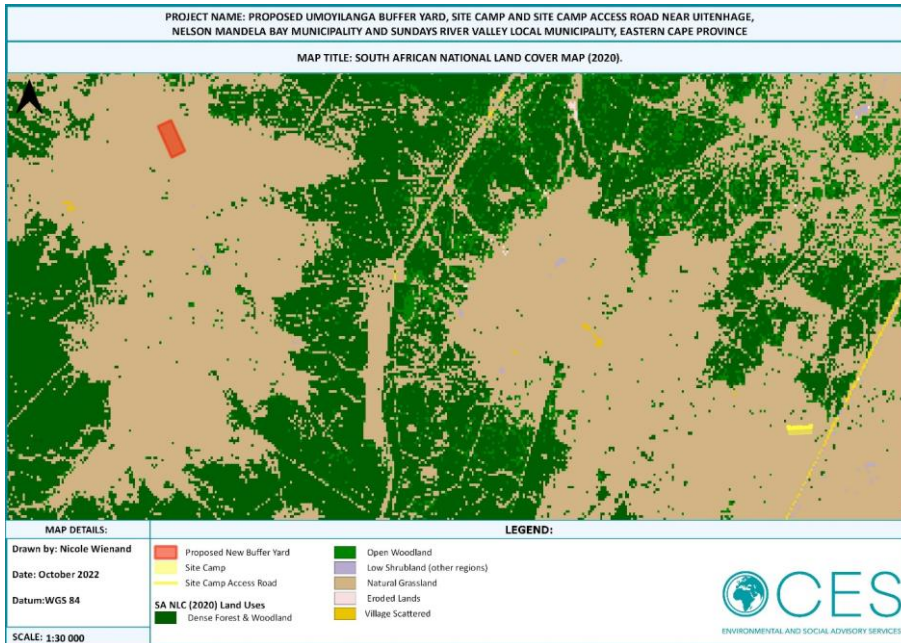 PROJECT NAME: PROPOSED UMOYILANGA BUFFER YARD, SITE CAMP AND SITE CAMP ACCESS ROAD NEAR UITENHAGE,
NELSON MANDELA BAY MUNICIPALITY AND SUNDAYS RIVER VALLEY LOCAL MUNICIPALITY, EASTERN CAPE PROVINCE
MAP TITLE: SOUTH AFRICAN NATIONAL LAND COVER MAP (2020).
MAP DETAILS:
Drawn by: Nicole Wienand
Date: October 2022
Datum:WGS 84
SCALE: 1:30 000
LEGEND:
Proposed New Buffer Yard
Site Camp
Site Camp Access Road
SA NLC (2020) Land Uses
Dense Forest & Woodland
Open Woodland
Low Shrubland (other regions)
Natural Grassland
Eroded Lands
Village Scattered
CES
ENVIRONMENTAL AND SOCIAL ADVISORY SERVICES